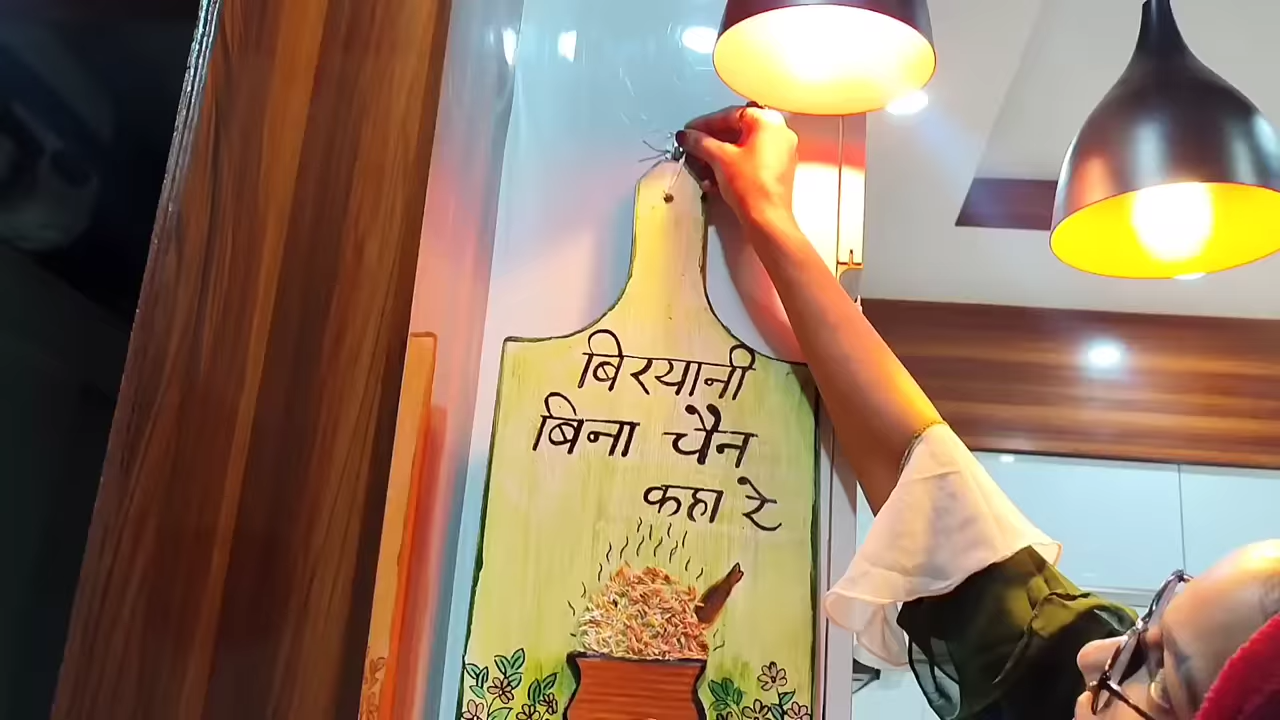 बिरयानी
बिना चैन
कहा रे